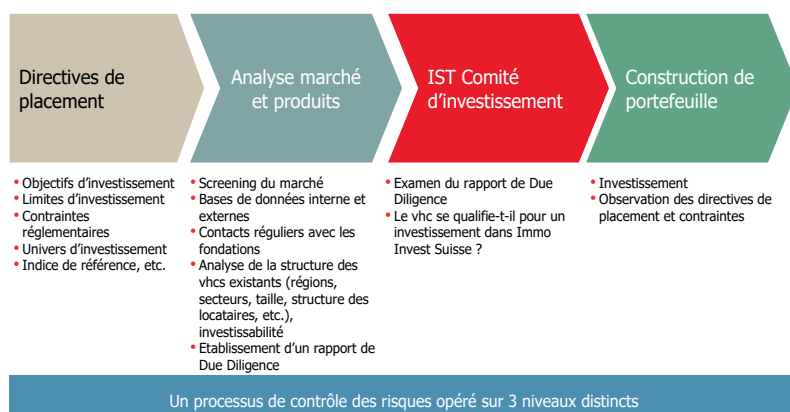 Directives de
placement
Analyse marché
et produits
IST Comité
d'investissement
Construction de
portefeuille
• Objectifs d'investissement
• Limites d'investissement
• Contraintes
réglementaires
• Univers d'investissement
• Indice de référence, etc.
• Screening du marché
• Bases de données interne et
externes
• Contacts réguliers avec les
fondations
• Analyse de la structure des
vhcs existants (régions,
secteurs, taille, structure des
locataires, etc.),
investissabilité
• Etablissement d'un rapport de
Due Diligence
• Examen du rapport de Due
Diligence
• Le vhc se qualifie-t-il pour un
investissement dans Immo
Invest Suisse ?
• Investissement
• Observation des directives de
placement et contraintes
Un processus de contrôle des risques opéré sur 3 niveaux distincts